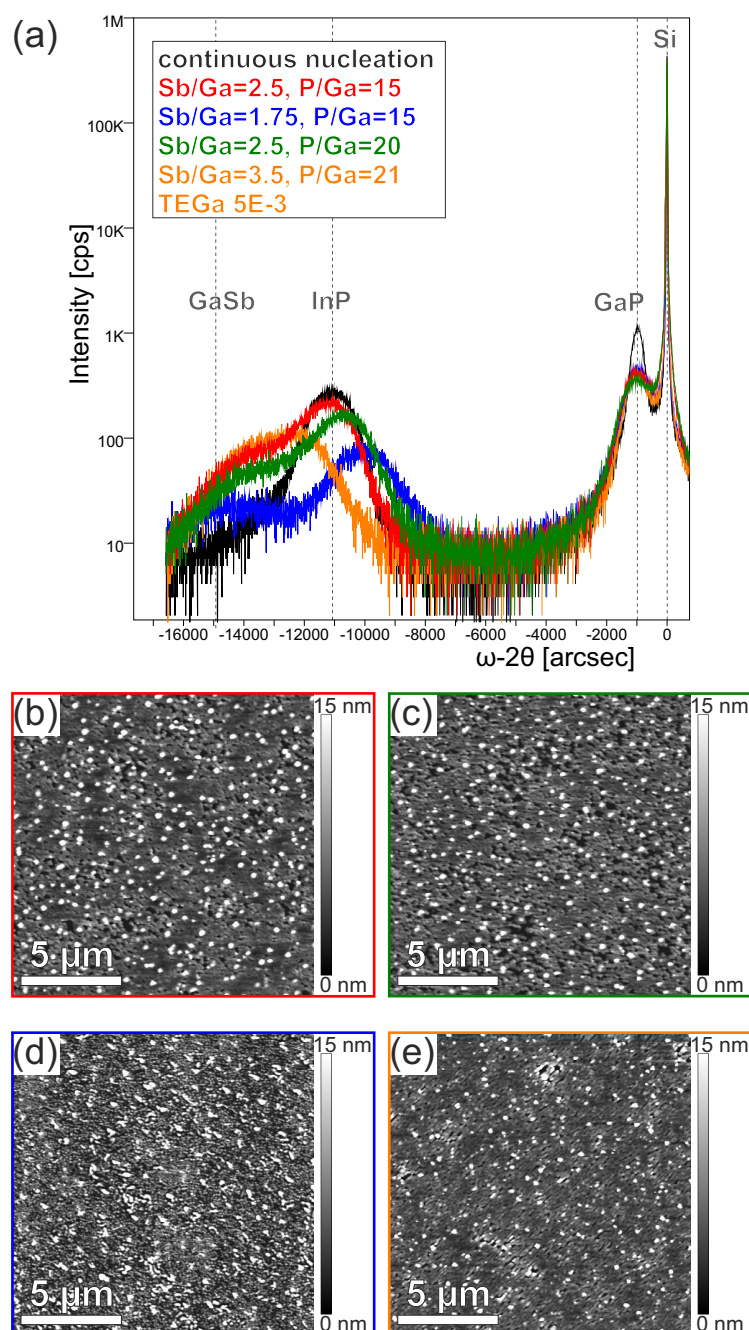 (a)
1M
100K
10K
1K
100
10
Intensity [cps]
continuous nucleation
Sb/Ga=2.5, P/Ga=15
Sb/Ga=1.75, P/Ga=15
Sb/Ga=2.5, P/Ga=20
Sb/Ga=3.5, P/Ga=21
TEGa 5E-3
Si
GaSb
InP
GaP
-16000 -14000 -12000 -10000 -8000 -6000 -4000 -2000 0
ω-2θ [arcsec]
(b)
15 nm
5 µm
0 nm
(c)
15 nm
5 µm
0 nm
(d)
15 nm
5 µm
0 nm
(e)
15 nm
5 µm
0 nm